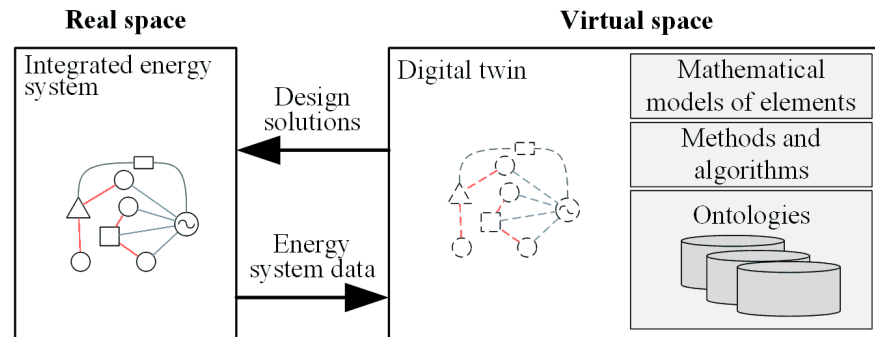 Real space
Virtual space
Integrated energy
system
Design
solutions
Energy
system data
Digital twin
Mathematical
models of elements
Methods and
algorithms
Ontologies